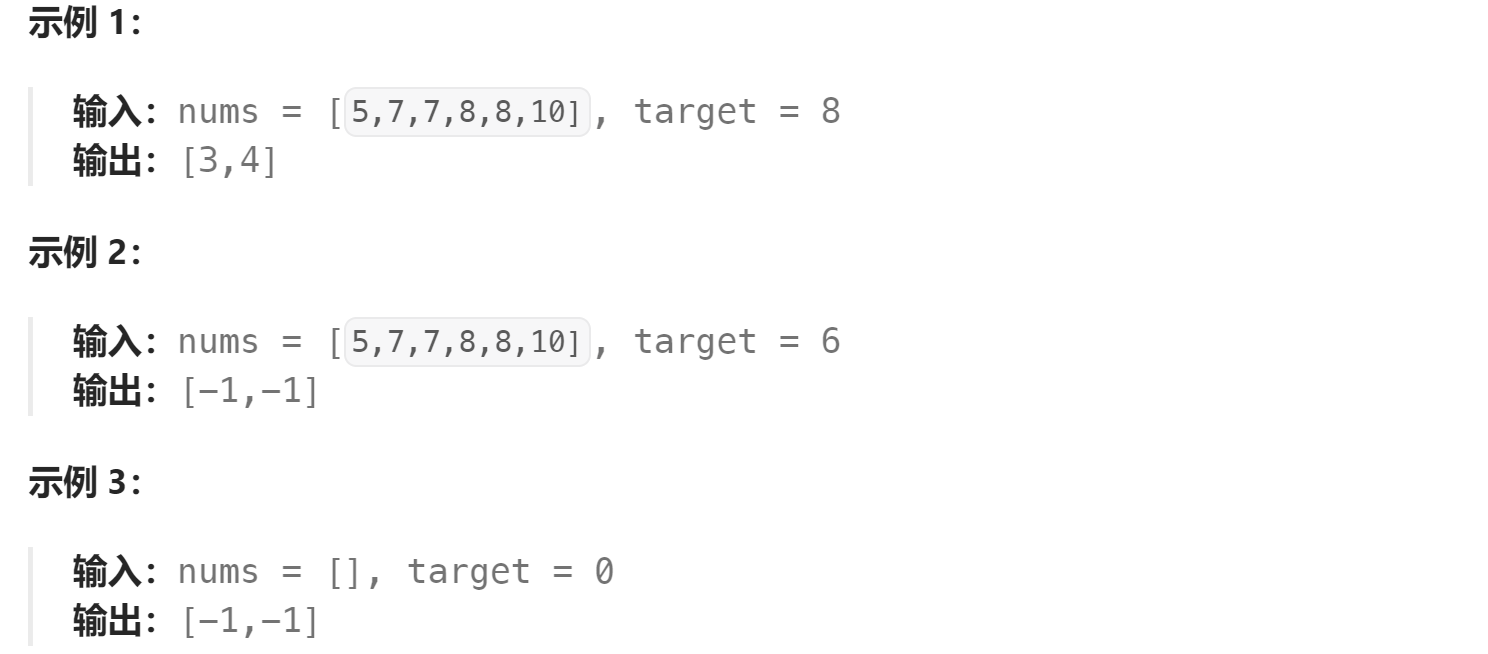 示例 1：
输入：nums = [5,7,7,8,8,10], target = 8
输出：[3,4]
示例 2：
输入：nums = [5,7,7,8,8,10], target = 6
输出：[-1,-1]
示例 3：
输入：nums = [], target = 0
输出：[-1,-1]